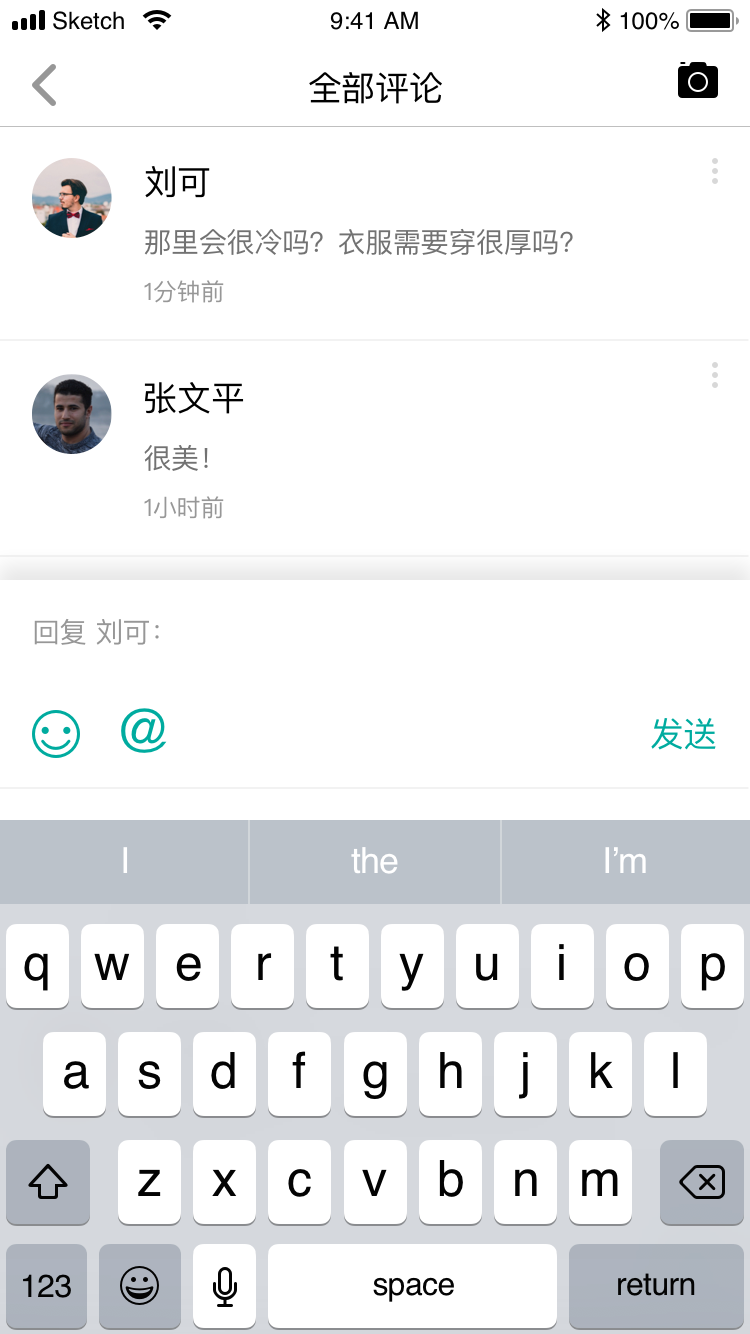 Sketch 9:41 AM 100%
全部评论
刘可
那里会很冷吗？衣服需要穿很厚吗？
1分钟前
张文平
很美！
1小时前
回复 刘可：
@ 发送
I the I’m
q w e r t y u i o p
a s d f g h j k l
z x c v b n m
123 space return